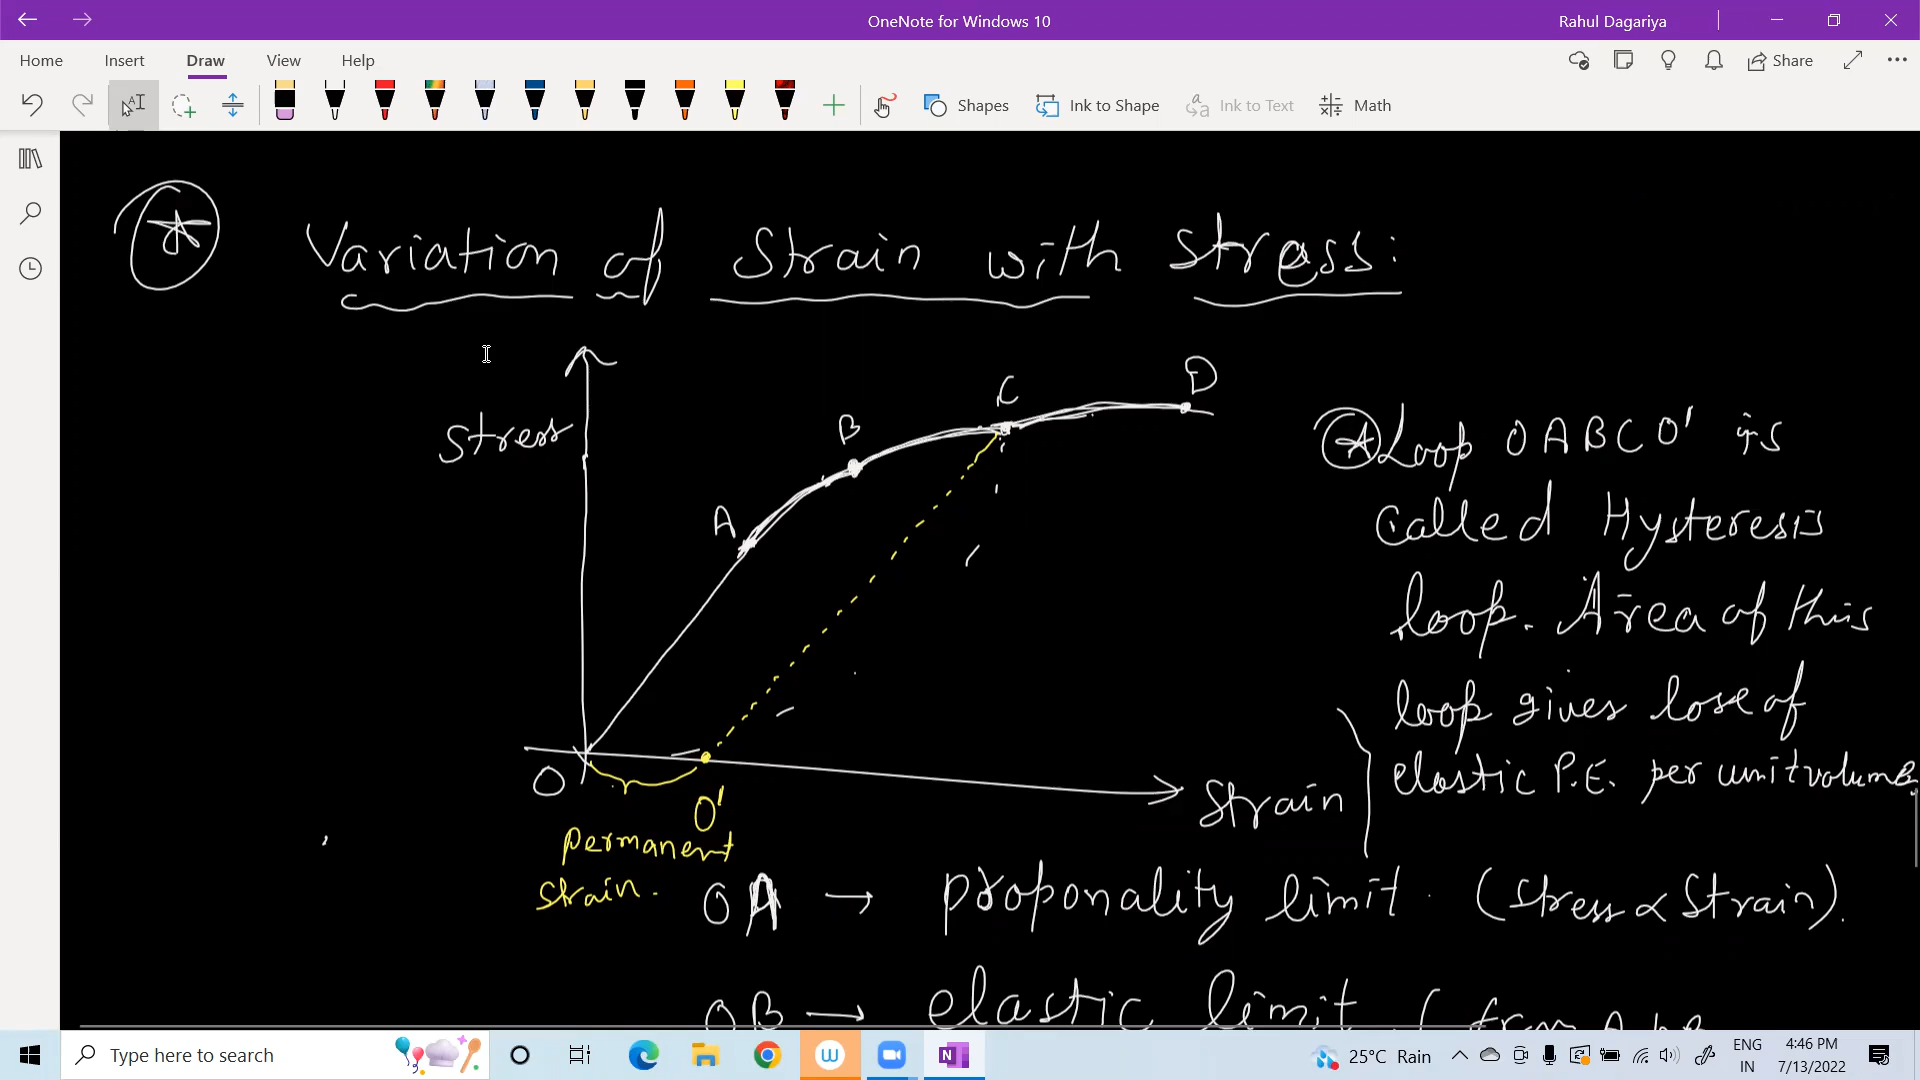 OneNote for Windows 10
Rahul Dagariya
Home Insert Draw View Help
Share
Shapes Ink to Shape Ink to Text Math
Variation of Strain with Stress:
Stress
A
B
C
D
O
O'
Strain
permanent
strain.
Loop OABCO' is
called Hysteresis
loop. Area of this
loop gives lose of
elastic P.E. per unit volume.
OA → proponality limit. (Stress ∝ Strain).
OB → elastic limit. (from A to
Type here to search
25°C Rain
ENG
IN
4:46 PM
7/13/2022